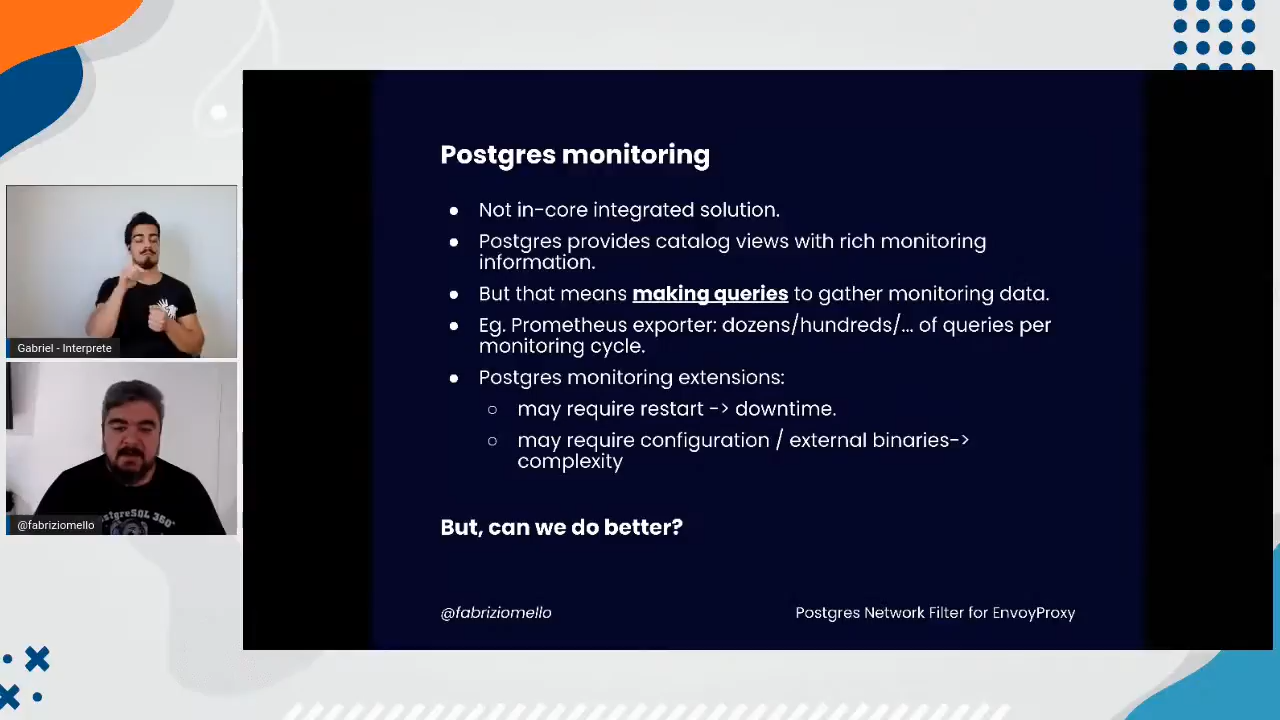 Postgres monitoring
● Not in-core integrated solution.
● Postgres provides catalog views with rich monitoring
information.
● But that means making queries to gather monitoring data.
● Eg. Prometheus exporter: dozens/hundreds/... of queries per
monitoring cycle.
● Postgres monitoring extensions:
○ may require restart -> downtime.
○ may require configuration / external binaries->
complexity
But, can we do better?
@fabriziomello
Postgres Network Filter for EnvoyProxy
Gabriel - Interprete
@fabriziomello
PostgreSQL 360°